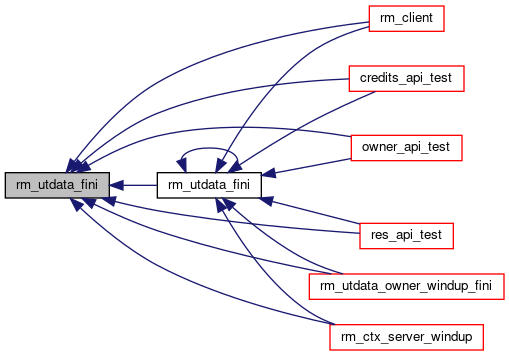 rm_client
credits_api_test
owner_api_test
rm_utdata_fini
rm_utdata_fini
res_api_test
rm_utdata_owner_windup_fini
rm_ctx_server_windup